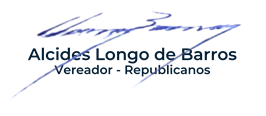 Alcides Longo de Barros
Vereador - Republicanos